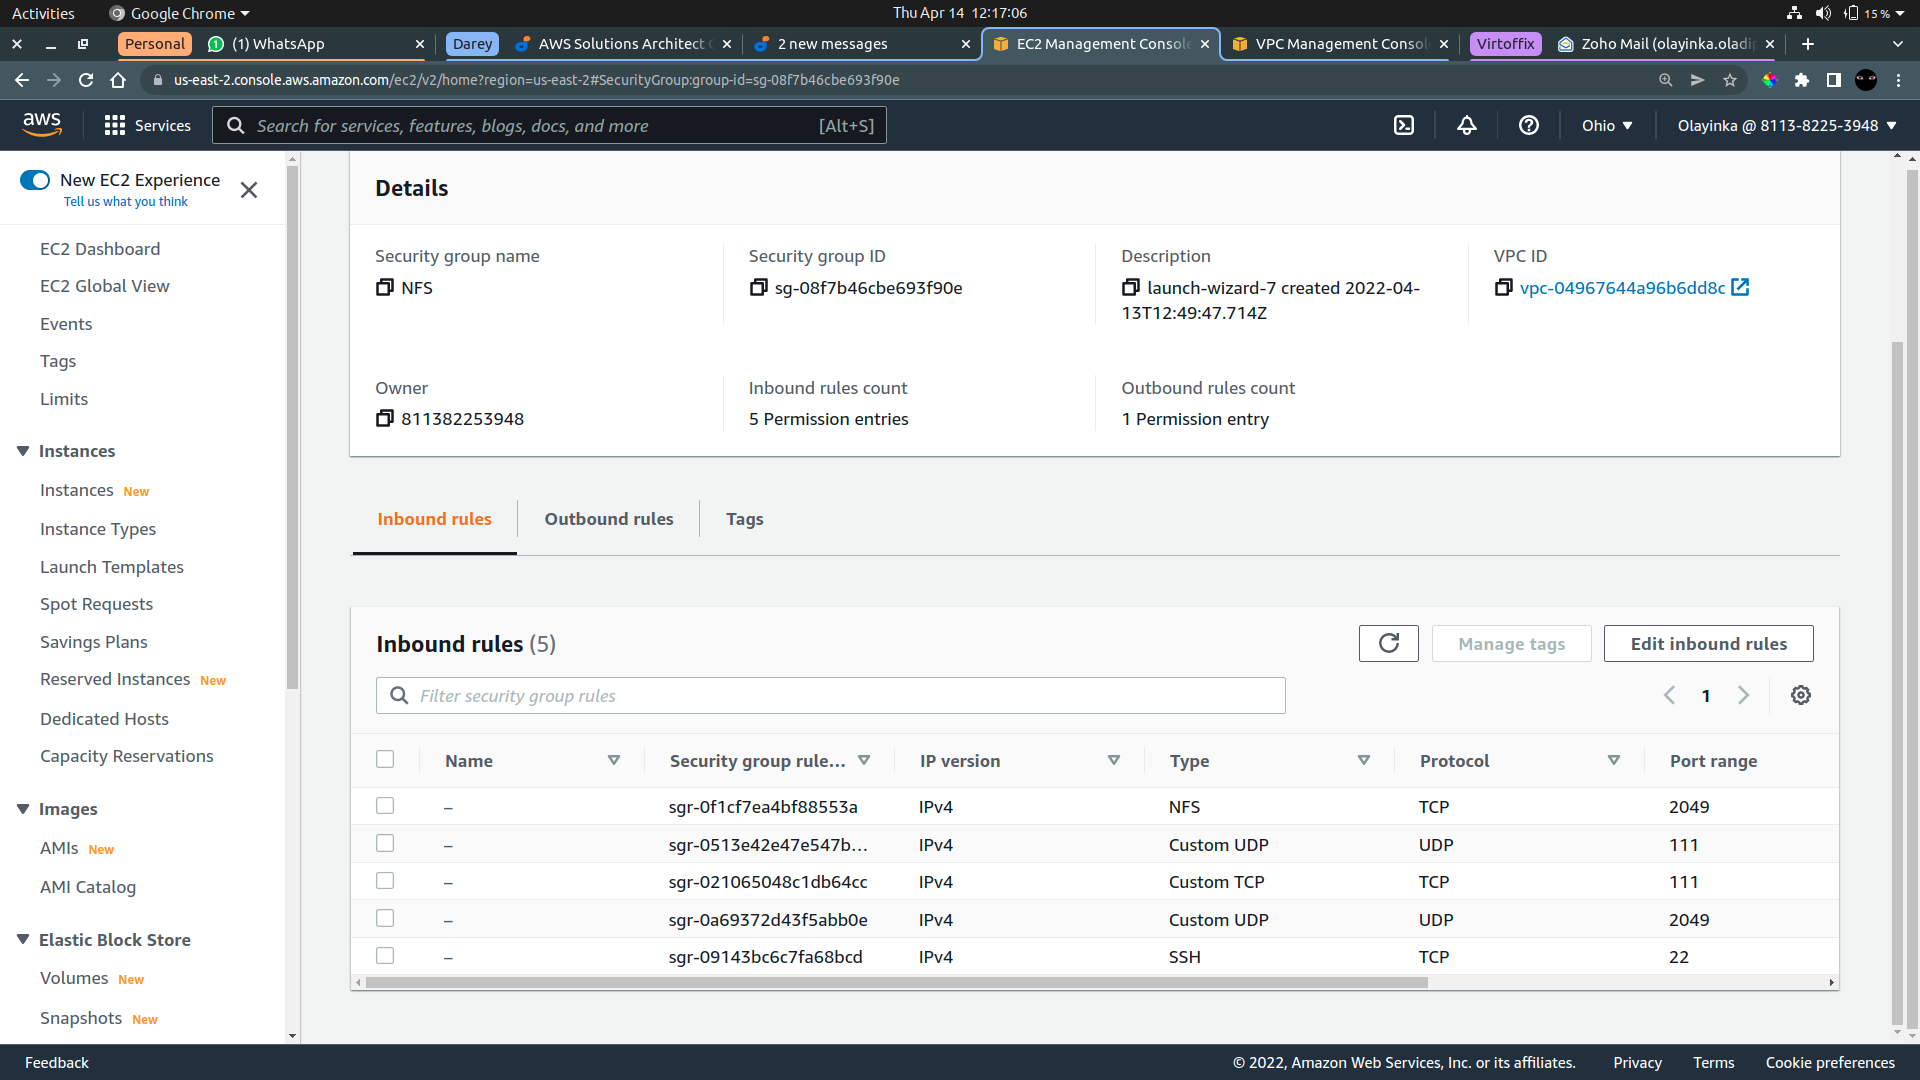 Activities
Google Chrome
Thu Apr 14 12:17:06
15 %
Personal
(1) WhatsApp
Darey
AWS Solutions Architect
2 new messages
EC2 Management Console
VPC Management Consol
Virtoffix
Zoho Mail (olayinka.oladi
us-east-2.console.aws.amazon.com/ec2/v2/home?region=us-east-2#SecurityGroup:group-id=sg-08f7b46cbe693f90e
aws
Services
Search for services, features, blogs, docs, and more
[Alt+S]
Ohio
Olayinka @ 8113-8225-3948
New EC2 Experience
Tell us what you think
EC2 Dashboard
EC2 Global View
Events
Tags
Limits
Instances
Instances New
Instance Types
Launch Templates
Spot Requests
Savings Plans
Reserved Instances New
Dedicated Hosts
Capacity Reservations
Images
AMIs New
AMI Catalog
Elastic Block Store
Volumes New
Snapshots New
Details
Security group name
NFS
Security group ID
sg-08f7b46cbe693f90e
Description
launch-wizard-7 created 2022-04-
13T12:49:47.714Z
VPC ID
vpc-04967644a96b6dd8c
Owner
811382253948
Inbound rules count
5 Permission entries
Outbound rules count
1 Permission entry
Inbound rules
Outbound rules
Tags
Inbound rules (5)
Manage tags
Edit inbound rules
Filter security group rules
1
Name Security group rule... IP version Type Protocol Port range
– sgr-0f1cf7ea4bf88553a IPv4 NFS TCP 2049
– sgr-0513e42e47e547b... IPv4 Custom UDP UDP 111
– sgr-021065048c1db64cc IPv4 Custom TCP TCP 111
– sgr-0a69372d43f5abb0e IPv4 Custom UDP UDP 2049
– sgr-09143bc6c7fa68bcd IPv4 SSH TCP 22
Feedback
© 2022, Amazon Web Services, Inc. or its affiliates.
Privacy
Terms
Cookie preferences